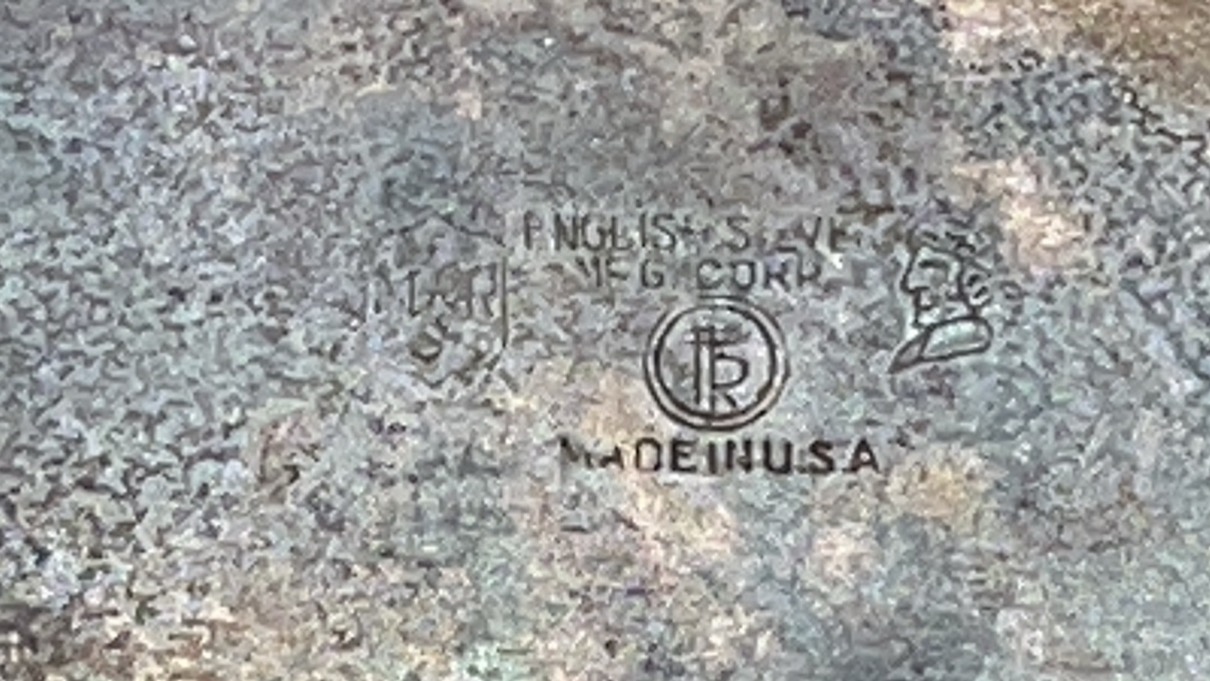 ENGLISH SILVER
MFG CORP.
MADE IN U.S.A